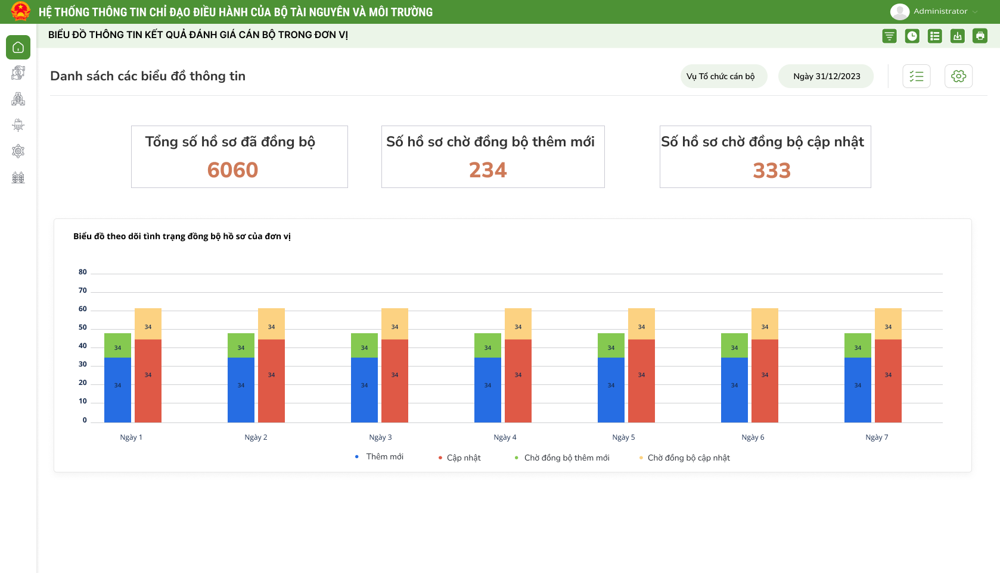 HỆ THỐNG THÔNG TIN CHỈ ĐẠO ĐIỀU HÀNH CỦA BỘ TÀI NGUYÊN VÀ MÔI TRƯỜNG
Administrator
BIỂU ĐỒ THÔNG TIN KẾT QUẢ ĐÁNH GIÁ CÁN BỘ TRONG ĐƠN VỊ
Danh sách các biểu đồ thông tin
Vụ Tổ chức cán bộ
Ngày 31/12/2023
Tổng số hồ sơ đã đồng bộ
6060
Số hồ sơ chờ đồng bộ thêm mới
234
Số hồ sơ chờ đồng bộ cập nhật
333
Biểu đồ theo dõi tình trạng đồng bộ hồ sơ của đơn vị
80
70
60
50
40
30
20
10
0
34 34 34 34 34 34 34
34 34 34 34 34 34 34
34 34 34 34 34 34 34
34 34 34 34 34 34 34
Ngày 1 Ngày 2 Ngày 3 Ngày 4 Ngày 5 Ngày 6 Ngày 7
Thêm mới Cập nhật Chờ đồng bộ thêm mới Chờ đồng bộ cập nhật